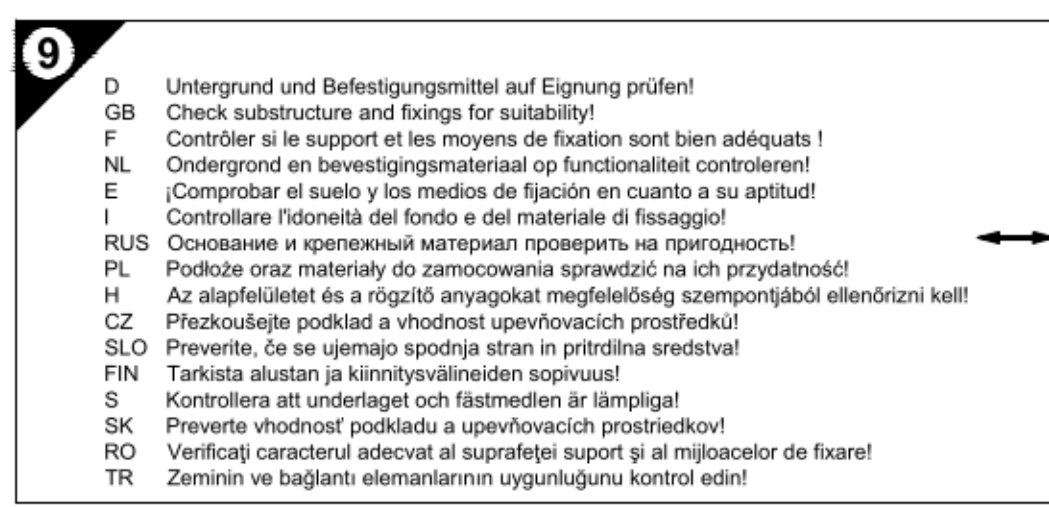 9
D Untergrund und Befestigungsmittel auf Eignung prüfen!
GB Check substructure and fixings for suitability!
F Contrôler si le support et les moyens de fixation sont bien adéquats !
NL Ondergrond en bevestigingsmateriaal op functionaliteit controleren!
E ¡Comprobar el suelo y los medios de fijación en cuanto a su aptitud!
I Controllare l'idoneità del fondo e del materiale di fissaggio!
RUS Основание и крепежный материал проверить на пригодность!
PL Podłoże oraz materiały do zamocowania sprawdzić na ich przydatność!
H Az alapfelületet és a rögzítő anyagokat megfelelőség szempontjából ellenőrizni kell!
CZ Přezkoušejte podklad a vhodnost upevňovacích prostředků!
SLO Preverite, če se ujemajo spodnja stran in pritrdilna sredstva!
FIN Tarkista alustan ja kiinnitysvälineiden sopivuus!
S Kontrollera att underlaget och fästmedlen är lämpliga!
SK Preverte vhodnosť podkladu a upevňovacích prostriedkov!
RO Verificaţi caracterul adecvat al suprafeţei suport şi al mijloacelor de fixare!
TR Zeminin ve bağlantı elemanlarının uygunluğunu kontrol edin!